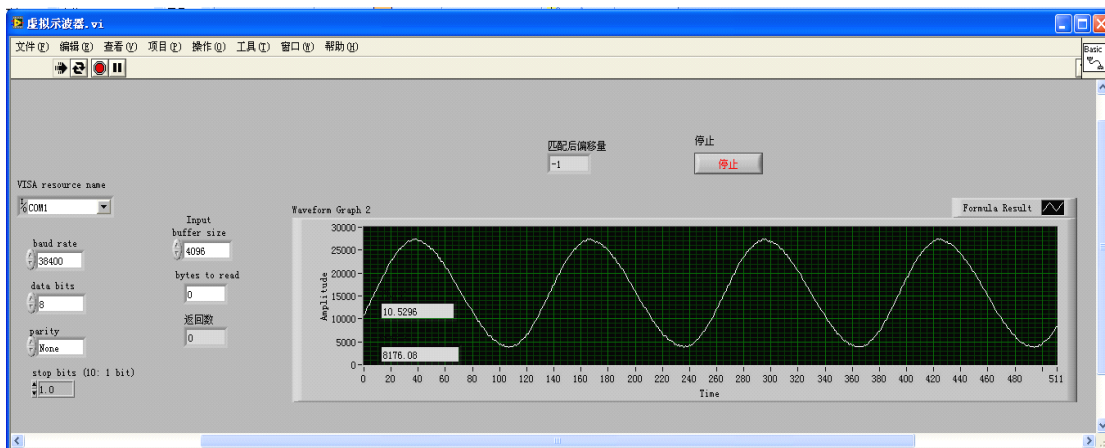 虚拟示波器.vi
文件(F) 编辑(E) 查看(V) 项目(P) 操作(O) 工具(T) 窗口(W) 帮助(H)
Basic
匹配后偏移量
-1
停止
停止
VISA resource name
COM1
baud rate
38400
data bits
8
parity
None
stop bits (10: 1 bit)
1.0
Input
buffer size
4096
bytes to read
0
返回数
0
Waveform Graph 2
Formula Result
Amplitude
30000
25000
20000
15000
10000
5000
0
10.5296
8176.08
0 20 40 60 80 100 120 140 160 180 200 220 240 260 280 300 320 340 360 380 400 420 440 460 480 511
Time